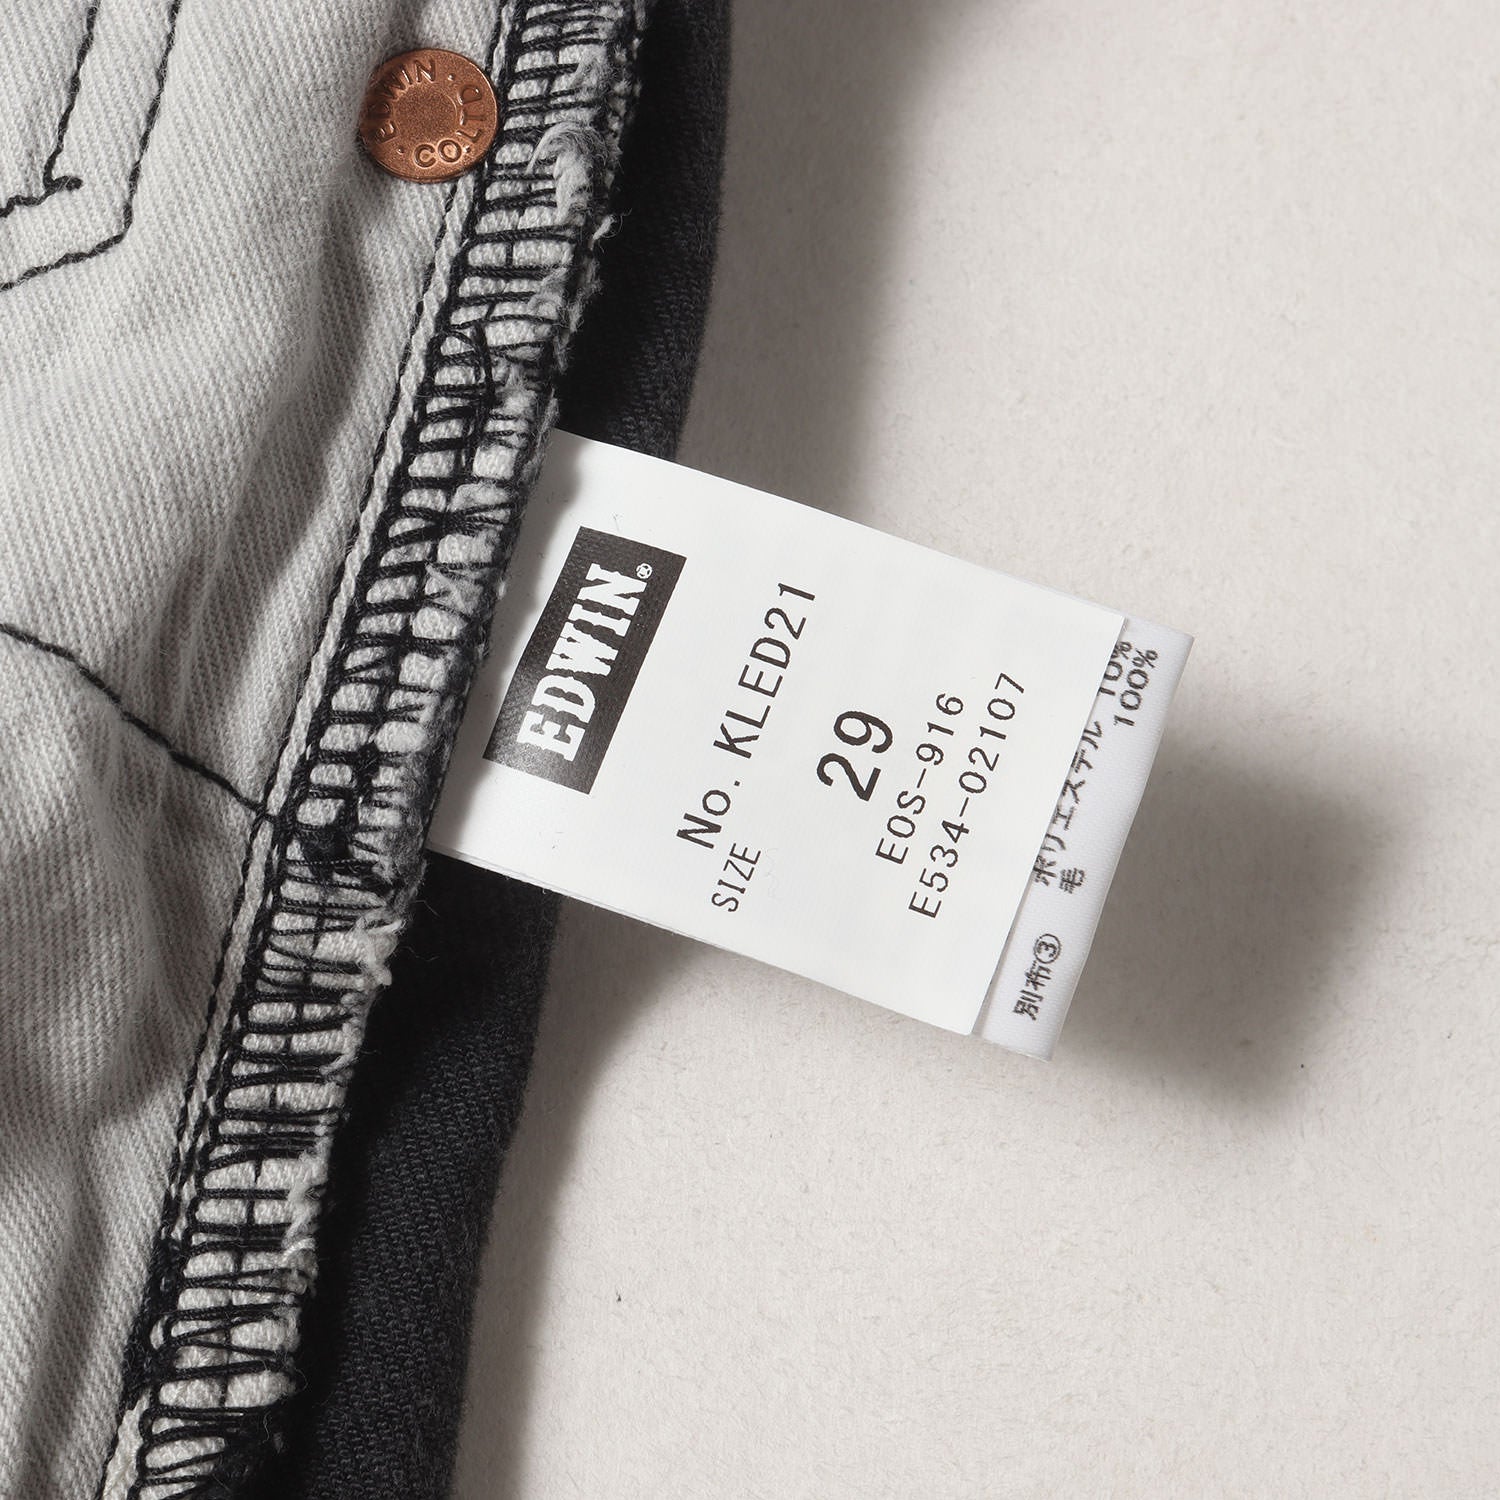 EDWIN CO.LTD
EDWIN®
No. KLED21
SIZE
29
EOS-916
E534-02107
ポリエステル 10%
別布③ 毛 100%